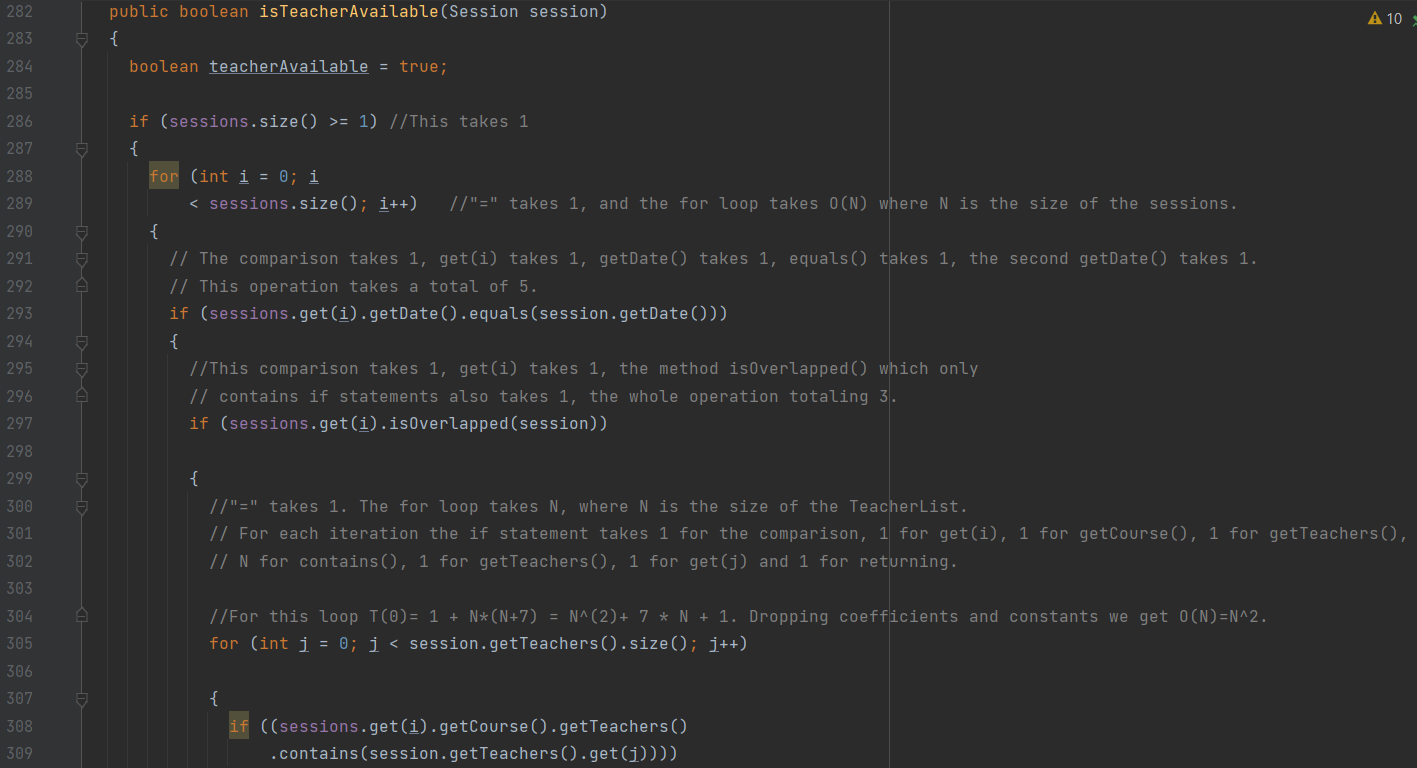 282 public boolean isTeacherAvailable(Session session)
10
283 {
284 boolean teacherAvailable = true;
285
286 if (sessions.size() >= 1) //This takes 1
287 {
288 for (int i = 0; i
289 < sessions.size(); i++) //"=" takes 1, and the for loop takes O(N) where N is the size of the sessions.
290 {
291 // The comparison takes 1, get(i) takes 1, getDate() takes 1, equals() takes 1, the second getDate() takes 1.
292 // This operation takes a total of 5.
293 if (sessions.get(i).getDate().equals(session.getDate()))
294 {
295 //This comparison takes 1, get(i) takes 1, the method isOverlapped() which only
296 // contains if statements also takes 1, the whole operation totaling 3.
297 if (sessions.get(i).isOverlapped(session))
298
299 {
300 //"=" takes 1. The for loop takes N, where N is the size of the TeacherList.
301 // For each iteration the if statement takes 1 for the comparison, 1 for get(i), 1 for getCourse(), 1 for getTeachers(),
302 // N for contains(), 1 for getTeachers(), 1 for get(j) and 1 for returning.
303
304 //For this loop T(0)= 1 + N*(N+7) = N^(2)+ 7 * N + 1. Dropping coefficients and constants we get O(N)=N^2.
305 for (int j = 0; j < session.getTeachers().size(); j++)
306
307 {
308 if ((sessions.get(i).getCourse().getTeachers()
309 .contains(session.getTeachers().get(j))))